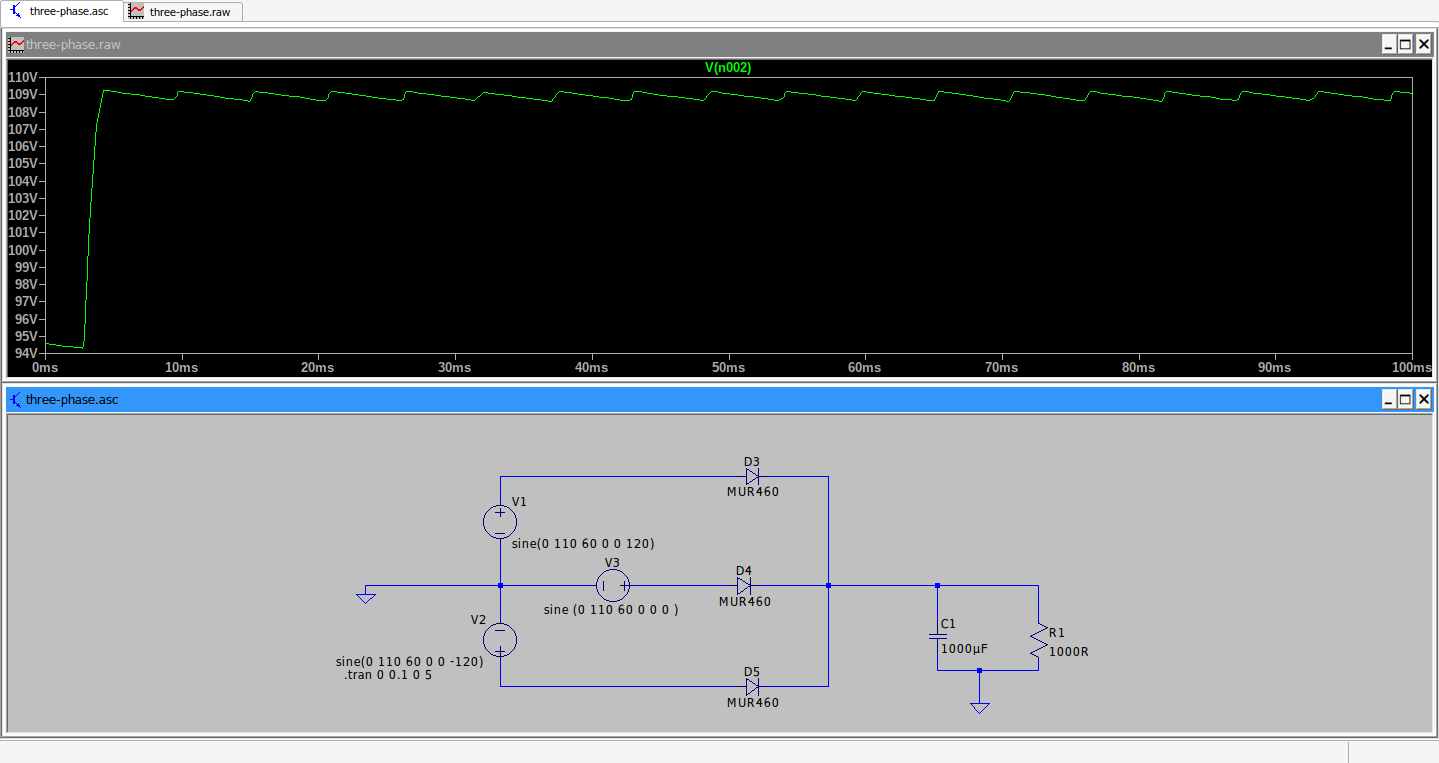 three-phase.asc three-phase.raw
three-phase.raw
V(n002)
110V
109V
108V
107V
106V
105V
104V
103V
102V
101V
100V
99V
98V
97V
96V
95V
94V
0ms 10ms 20ms 30ms 40ms 50ms 60ms 70ms 80ms 90ms 100ms
three-phase.asc
D3
MUR460
V1
sine(0 110 60 0 0 120)
V3
D4
MUR460
sine (0 110 60 0 0 0 )
V2
C1
1000µF
R1
1000R
sine(0 110 60 0 0 -120)
.tran 0 0.1 0 5
D5
MUR460